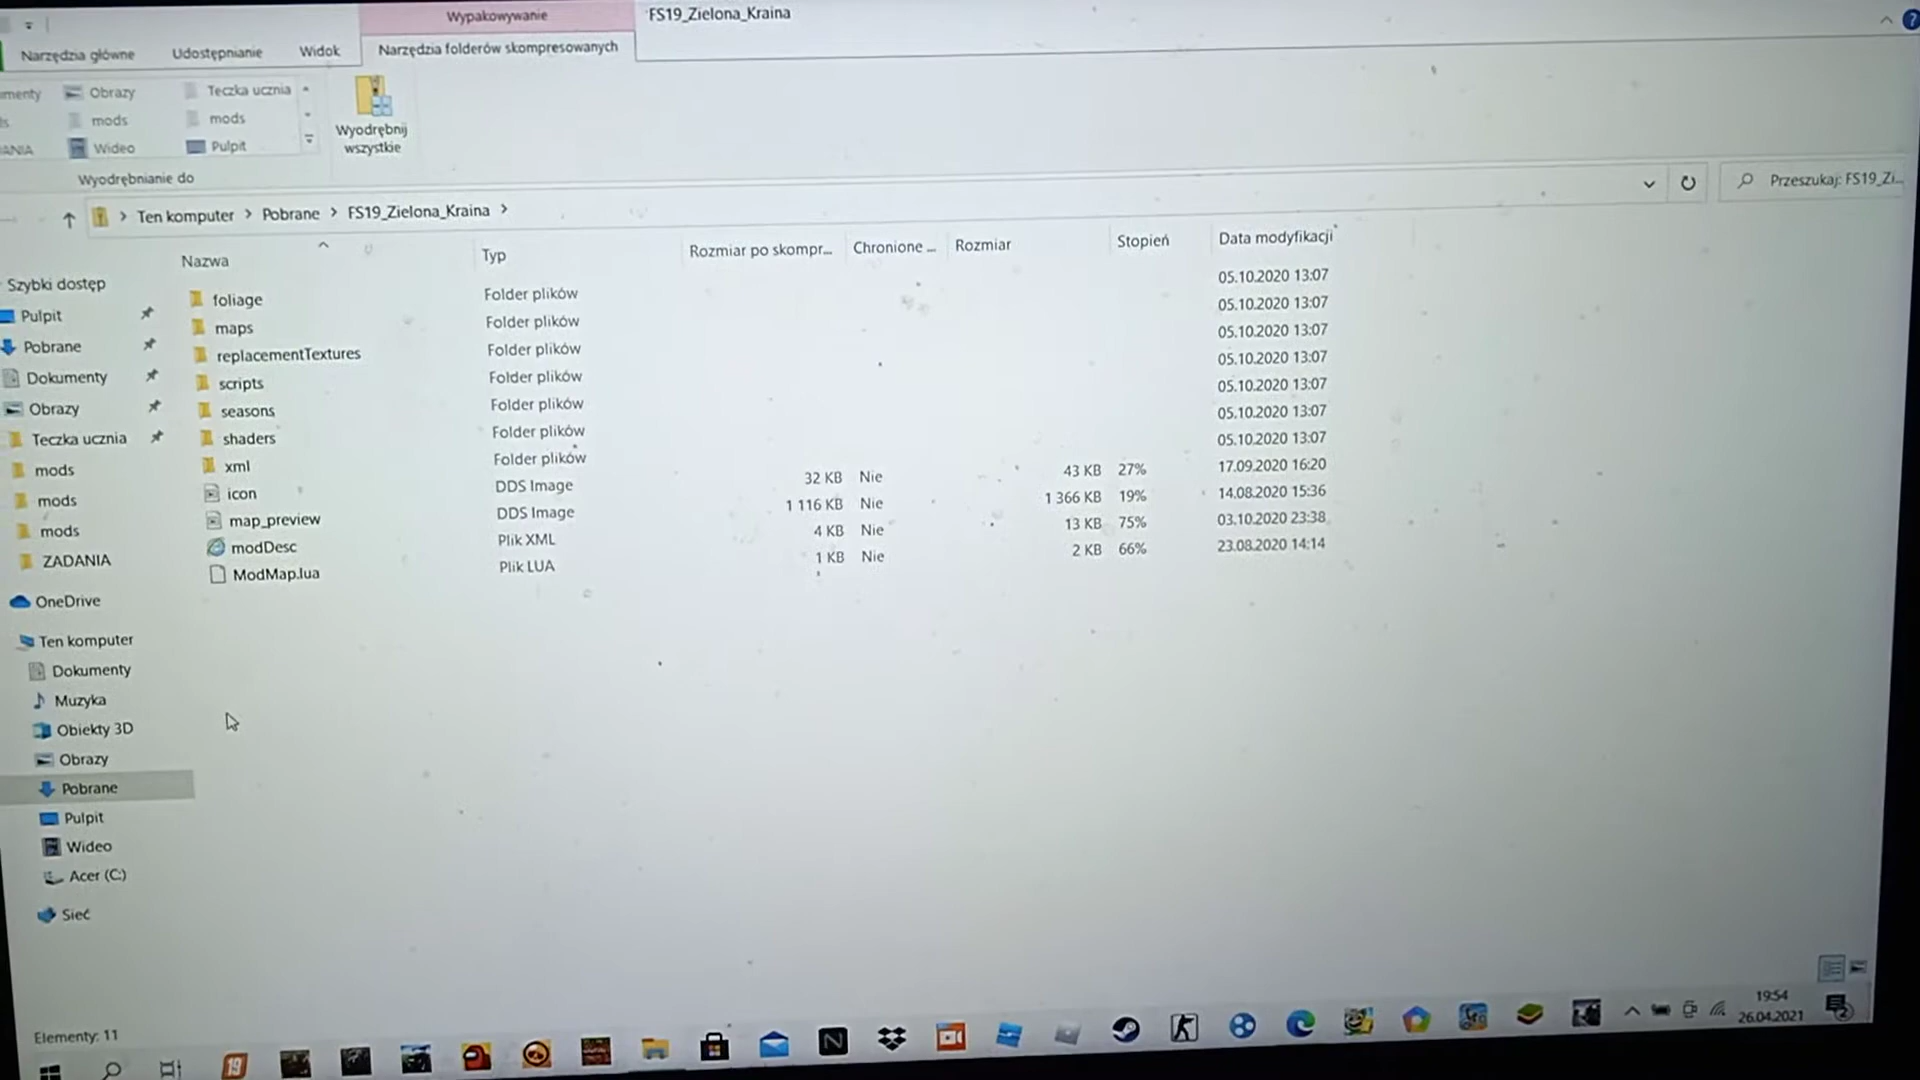 Wypakowywanie
FS19_Zielona_Kraina
Narzędzia główne
Udostępnianie
Widok
Narzędzia folderów skompresowanych
Obrazy
Teczka ucznia
mods
mods
Wideo
Pulpit
Wyodrębnij
wszystkie
Wyodrębnianie do
Ten komputer > Pobrane > FS19_Zielona_Kraina >
Przeszukaj: FS19_Zi...
Nazwa Typ Rozmiar po skompr... Chronione ... Rozmiar Stopień Data modyfikacji
foliage Folder plików 05.10.2020 13:07
maps Folder plików 05.10.2020 13:07
replacementTextures Folder plików 05.10.2020 13:07
scripts Folder plików 05.10.2020 13:07
seasons Folder plików 05.10.2020 13:07
shaders Folder plików 05.10.2020 13:07
xml Folder plików 05.10.2020 13:07
icon DDS Image 32 KB Nie 43 KB 27% 17.09.2020 16:20
map_preview DDS Image 1 116 KB Nie 1 366 KB 19% 14.08.2020 15:36
modDesc Plik XML 4 KB Nie 13 KB 75% 03.10.2020 23:38
ModMap.lua Plik LUA 1 KB Nie 2 KB 66% 23.08.2020 14:14
Szybki dostęp
Pulpit
Pobrane
Dokumenty
Obrazy
Teczka ucznia
mods
mods
mods
ZADANIA
OneDrive
Ten komputer
Dokumenty
Muzyka
Obiekty 3D
Obrazy
Pobrane
Pulpit
Wideo
Acer (C:)
Sieć
Elementy: 11
19
19:54
26.04.2021